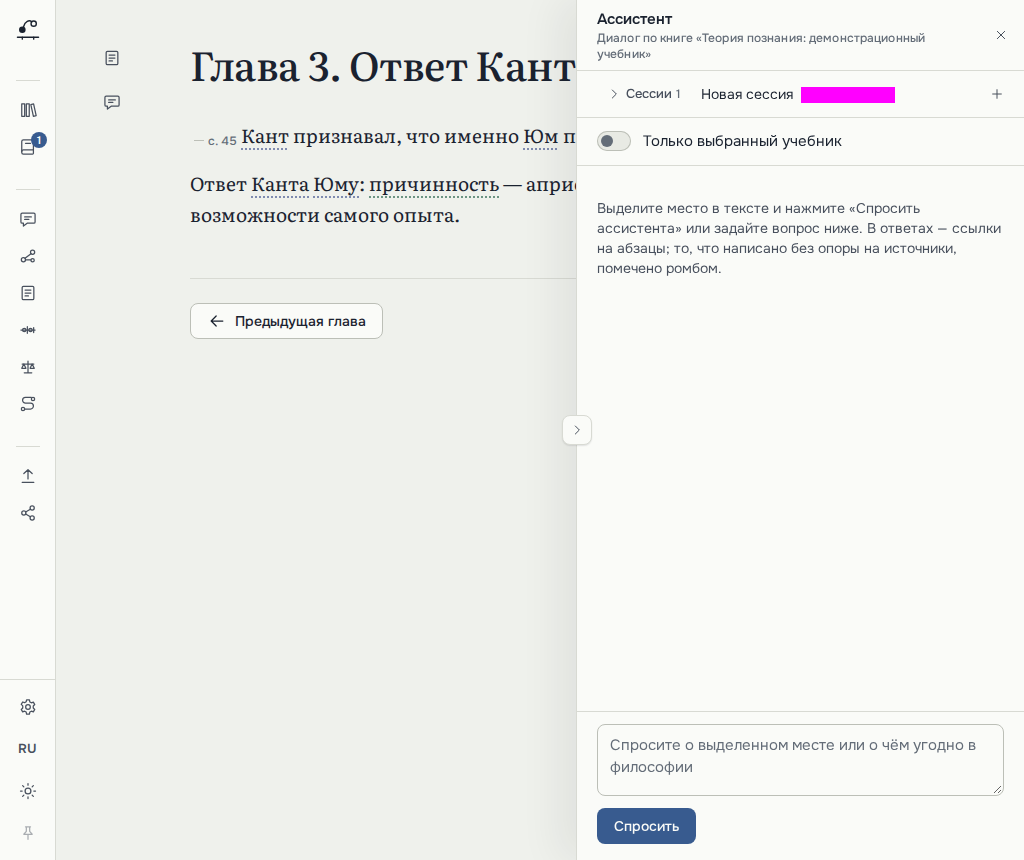 1
RU
Глава 3. Ответ Кант
с. 45 Кант признавал, что именно Юм п
Ответ Канта Юму: причинность — апри
возможности самого опыта.
Предыдущая глава
Ассистент
Диалог по книге «Теория познания: демонстрационный
учебник»
Сессии 1 Новая сессия
Только выбранный учебник
Выделите место в тексте и нажмите «Спросить
ассистента» или задайте вопрос ниже. В ответах — ссылки
на абзацы; то, что написано без опоры на источники,
помечено ромбом.
Спросите о выделенном месте или о чём угодно в
философии
Спросить